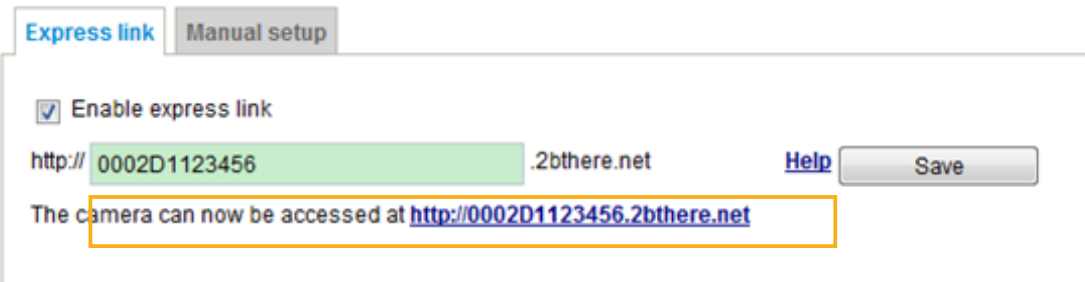 Express link Manual setup
Enable express link
http:// 0002D1123456 .2bthere.net Help Save
The camera can now be accessed at http://0002D1123456.2bthere.net